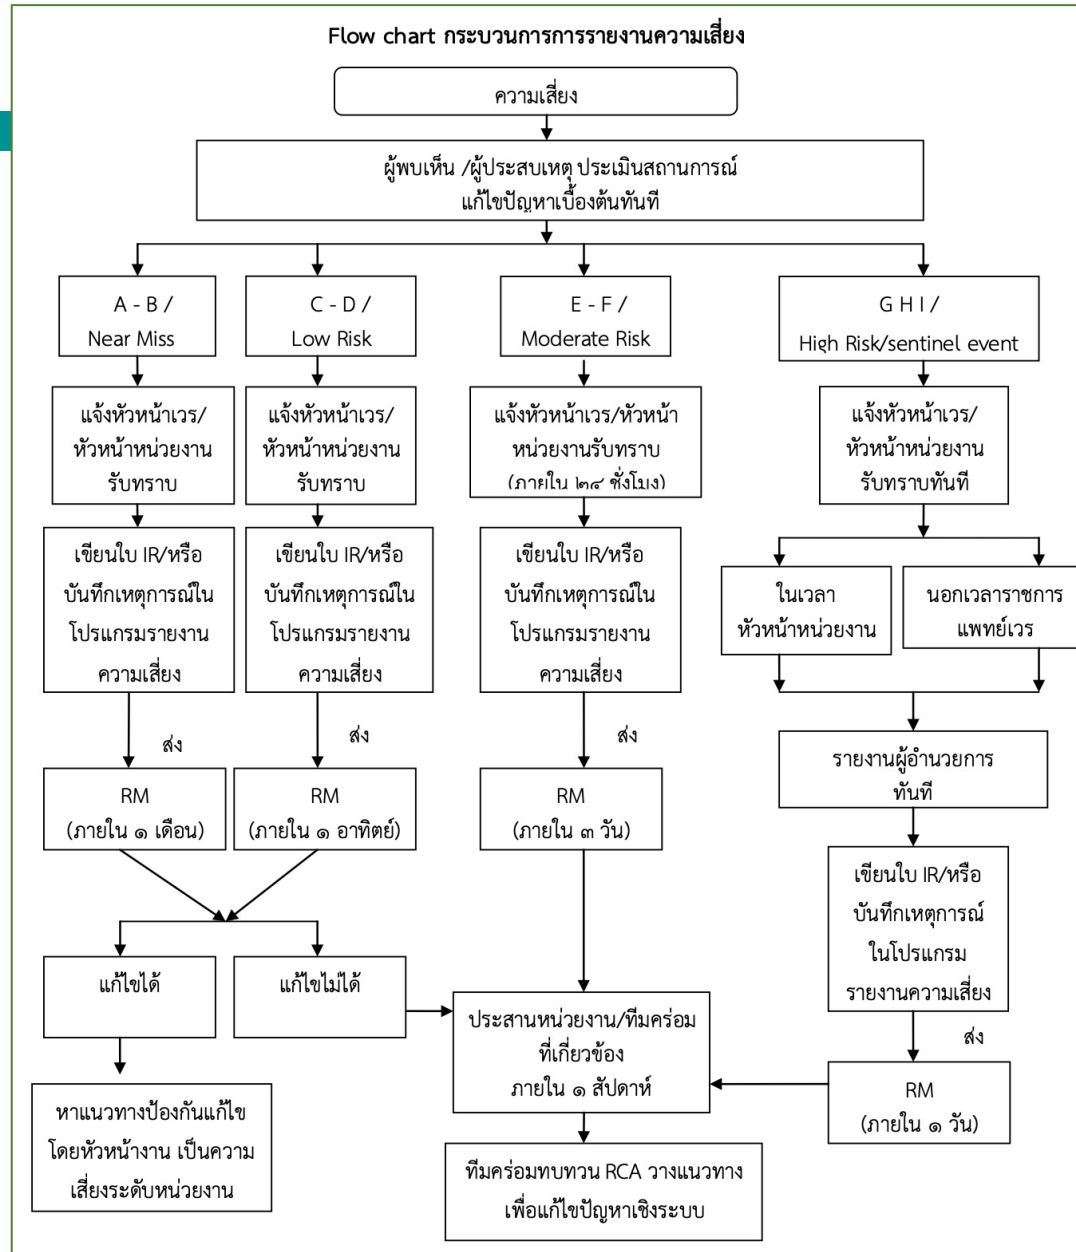 Flow chart กระบวนการการรายงานความเสี่ยง
ความเสี่ยง
ผู้พบเห็น /ผู้ประสบเหตุ ประเมินสถานการณ์
แก้ไขปัญหาเบื้องต้นทันที
A - B /
Near Miss
C - D /
Low Risk
E - F /
Moderate Risk
G H I /
High Risk/sentinel event
แจ้งหัวหน้าเวร/
หัวหน้าหน่วยงาน
รับทราบ
แจ้งหัวหน้าเวร/
หัวหน้าหน่วยงาน
รับทราบ
แจ้งหัวหน้าเวร/หัวหน้า
หน่วยงานรับทราบ
(ภายใน ๒๔ ชั่งโมง)
แจ้งหัวหน้าเวร/
หัวหน้าหน่วยงาน
รับทราบทันที
เขียนใบ IR/หรือ
บันทึกเหตุการณ์ใน
โปรแกรมรายงาน
ความเสี่ยง
เขียนใบ IR/หรือ
บันทึกเหตุการณ์ใน
โปรแกรมรายงาน
ความเสี่ยง
เขียนใบ IR/หรือ
บันทึกเหตุการณ์ใน
โปรแกรมรายงาน
ความเสี่ยง
ในเวลา
หัวหน้าหน่วยงาน
นอกเวลาราชการ
แพทย์เวร
ส่ง
ส่ง
ส่ง
รายงานผู้อำนวยการ
ทันที
RM
(ภายใน ๑ เดือน)
RM
(ภายใน ๑ อาทิตย์)
RM
(ภายใน ๓ วัน)
เขียนใบ IR/หรือ
บันทึกเหตุการณ์
ในโปรแกรม
รายงานความเสี่ยง
แก้ไขได้
แก้ไขไม่ได้
ประสานหน่วยงาน/ทีมคร่อม
ที่เกี่ยวข้อง
ภายใน ๑ สัปดาห์
ส่ง
RM
(ภายใน ๑ วัน)
หาแนวทางป้องกันแก้ไข
โดยหัวหน้างาน เป็นความ
เสี่ยงระดับหน่วยงาน
ทีมคร่อมทบทวน RCA วางแนวทาง
เพื่อแก้ไขปัญหาเชิงระบบ